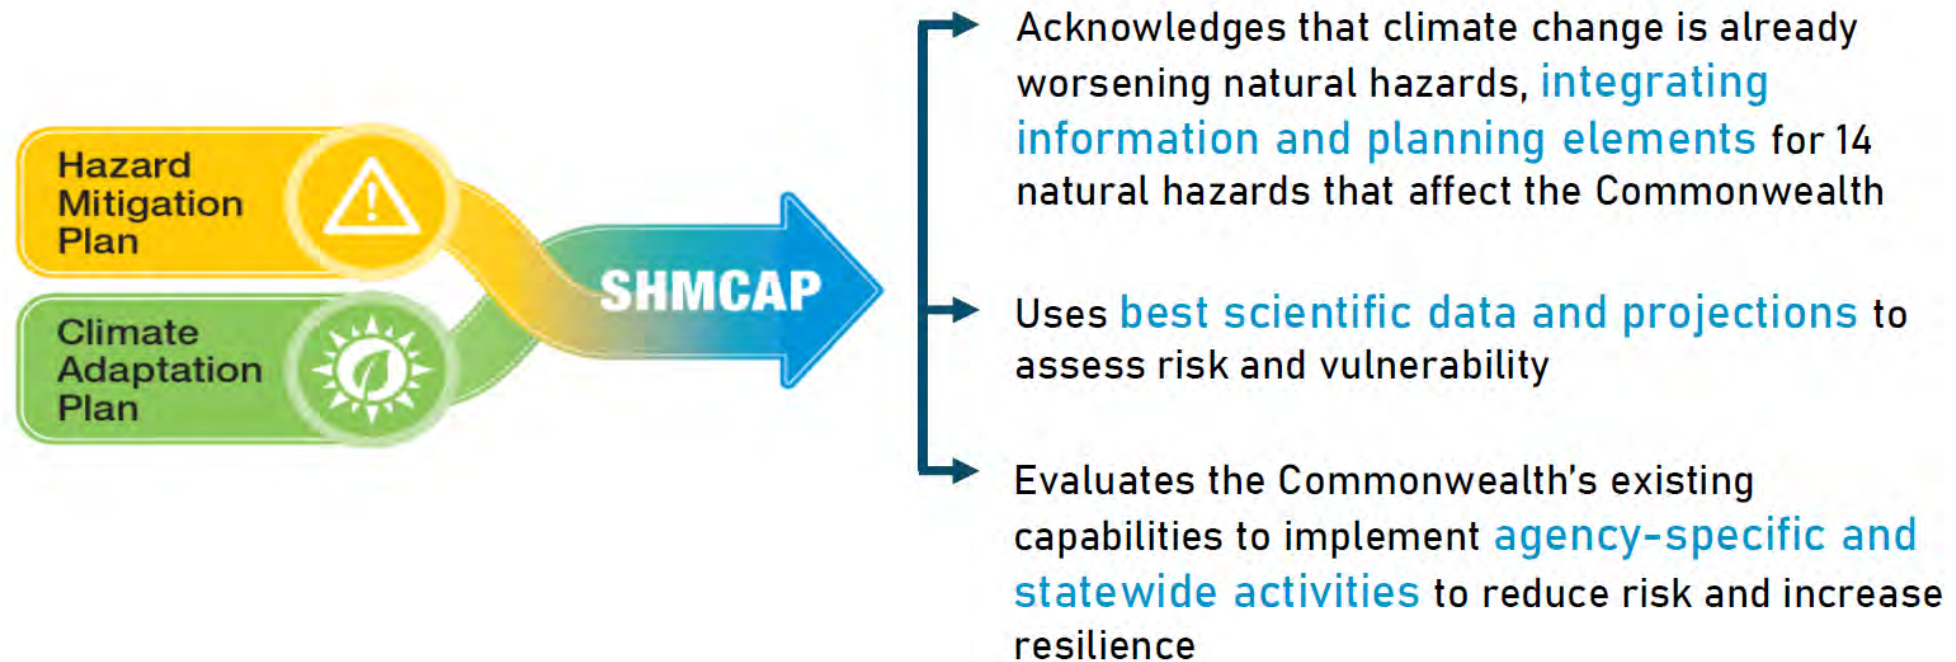 Hazard
Mitigation
Plan
Climate
Adaptation
Plan
SHMCAP
Acknowledges that climate change is already
worsening natural hazards, integrating
information and planning elements for 14
natural hazards that affect the Commonwealth
Uses best scientific data and projections to
assess risk and vulnerability
Evaluates the Commonwealth's existing
capabilities to implement agency-specific and
statewide activities to reduce risk and increase
resilience